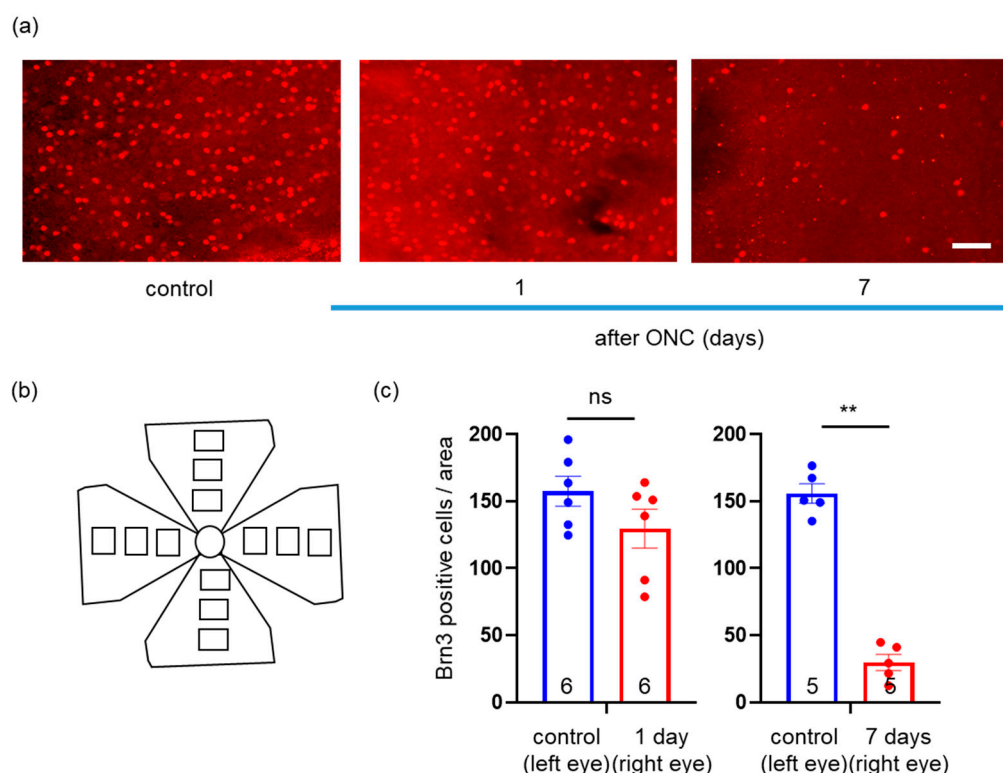 (a)
control
1
7
after ONC (days)
(b)
(c)
ns
**
Brn3 positive cells / area
200
150
100
50
0
6
6
control
(left eye)
1 day
(right eye)
200
150
100
50
0
5
5
control
(left eye)
7 days
(right eye)